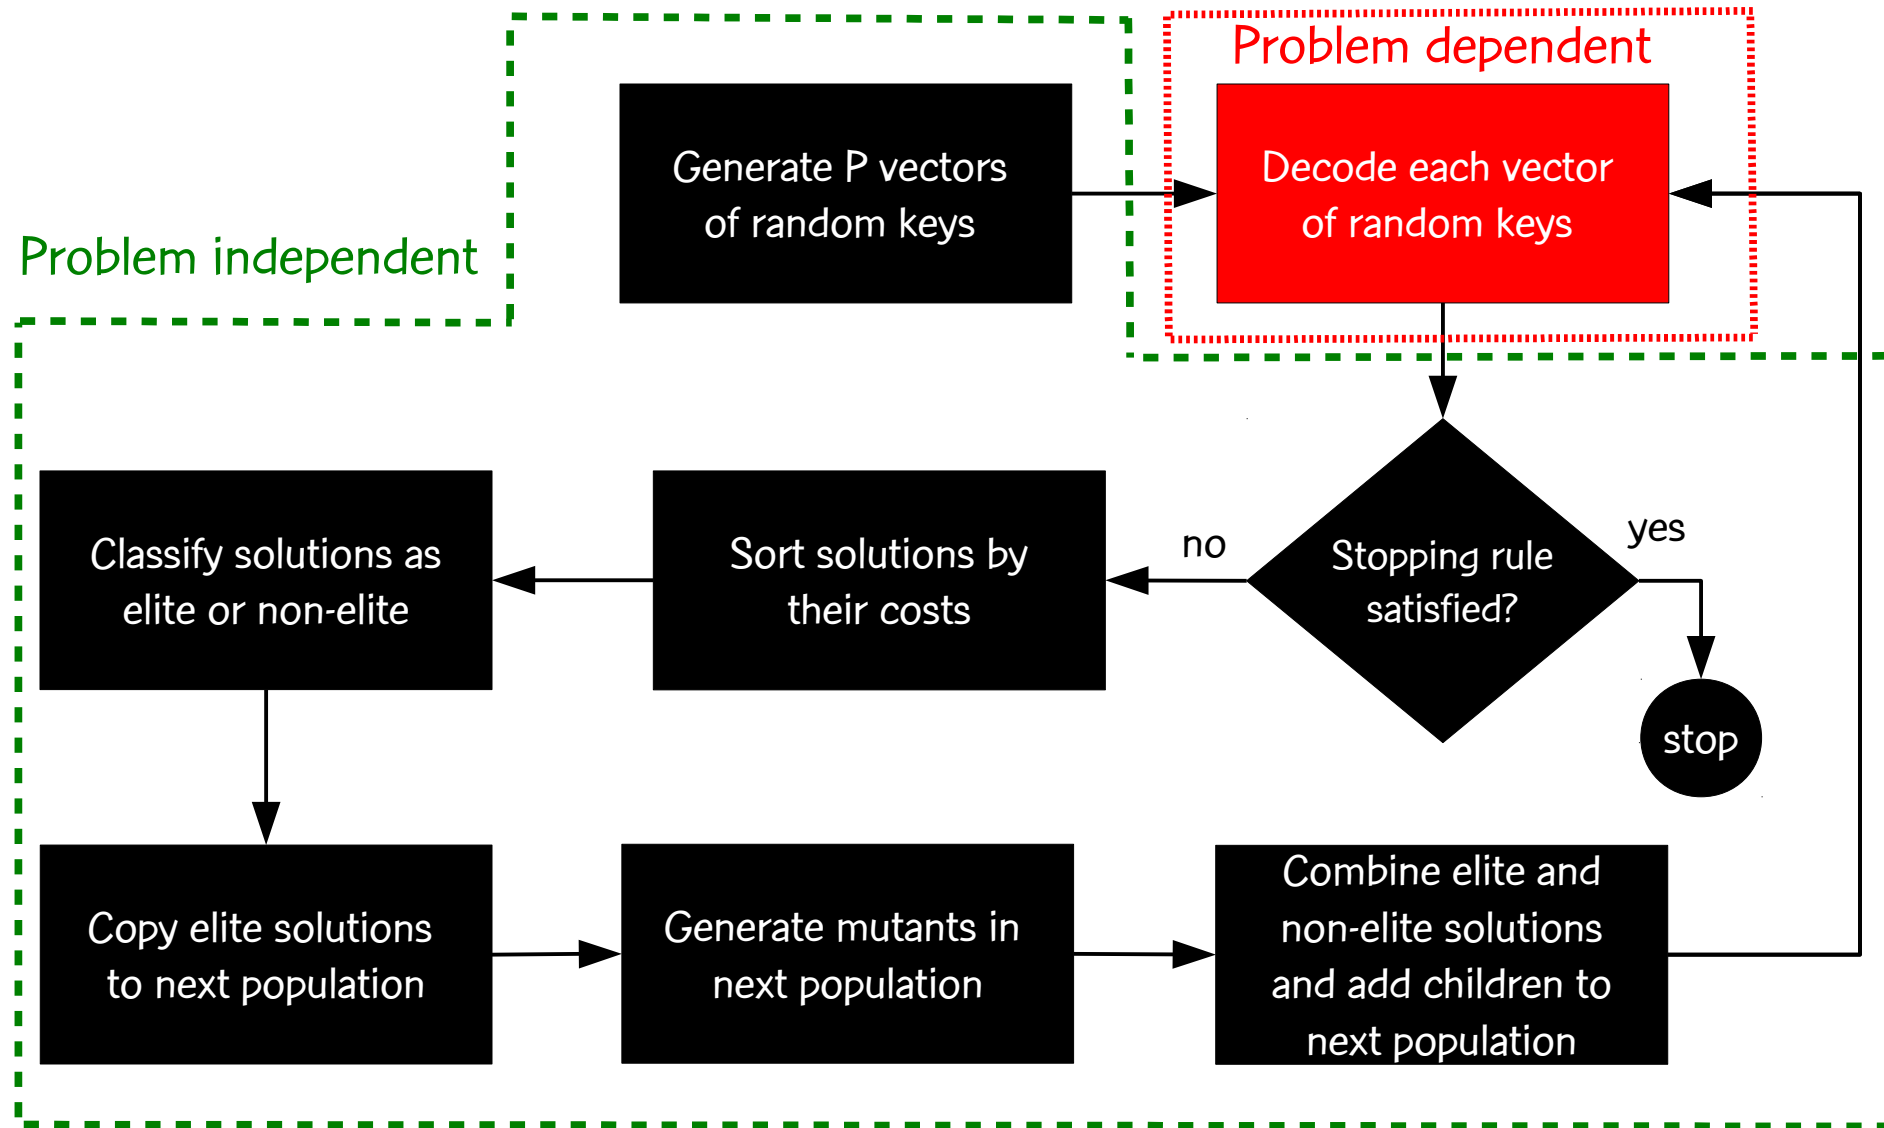 Problem dependent
Generate P vectors
of random keys
Decode each vector
of random keys
Problem independent
Classify solutions as
elite or non-elite
Sort solutions by
their costs
no
Stopping rule
satisfied?
yes
stop
Copy elite solutions
to next population
Generate mutants in
next population
Combine elite and
non-elite solutions
and add children to
next population